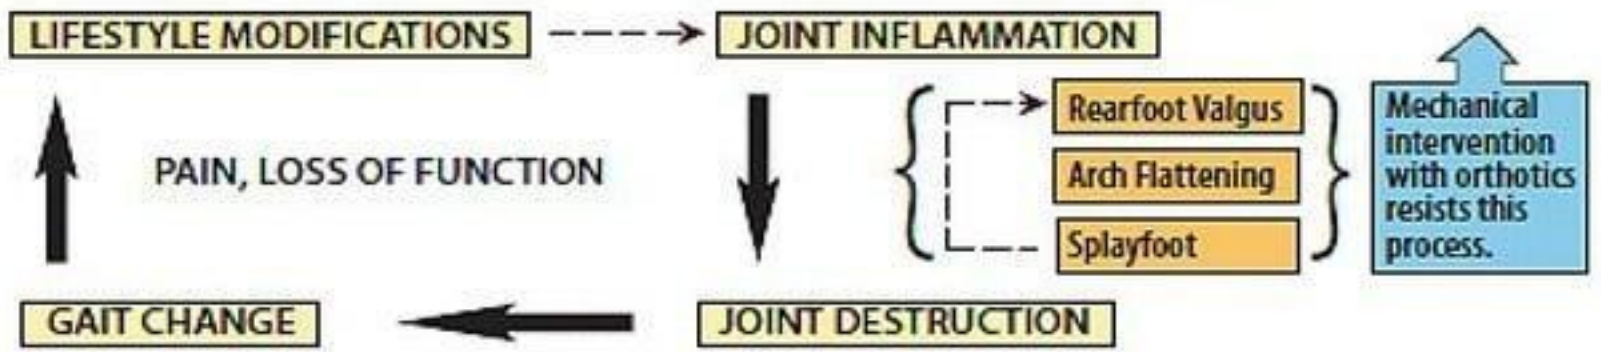 LIFESTYLE MODIFICATIONS
JOINT INFLAMMATION
Rearfoot Valgus
Arch Flattening
Splayfoot
Mechanical
intervention
with orthotics
resists this
process.
PAIN, LOSS OF FUNCTION
GAIT CHANGE
JOINT DESTRUCTION